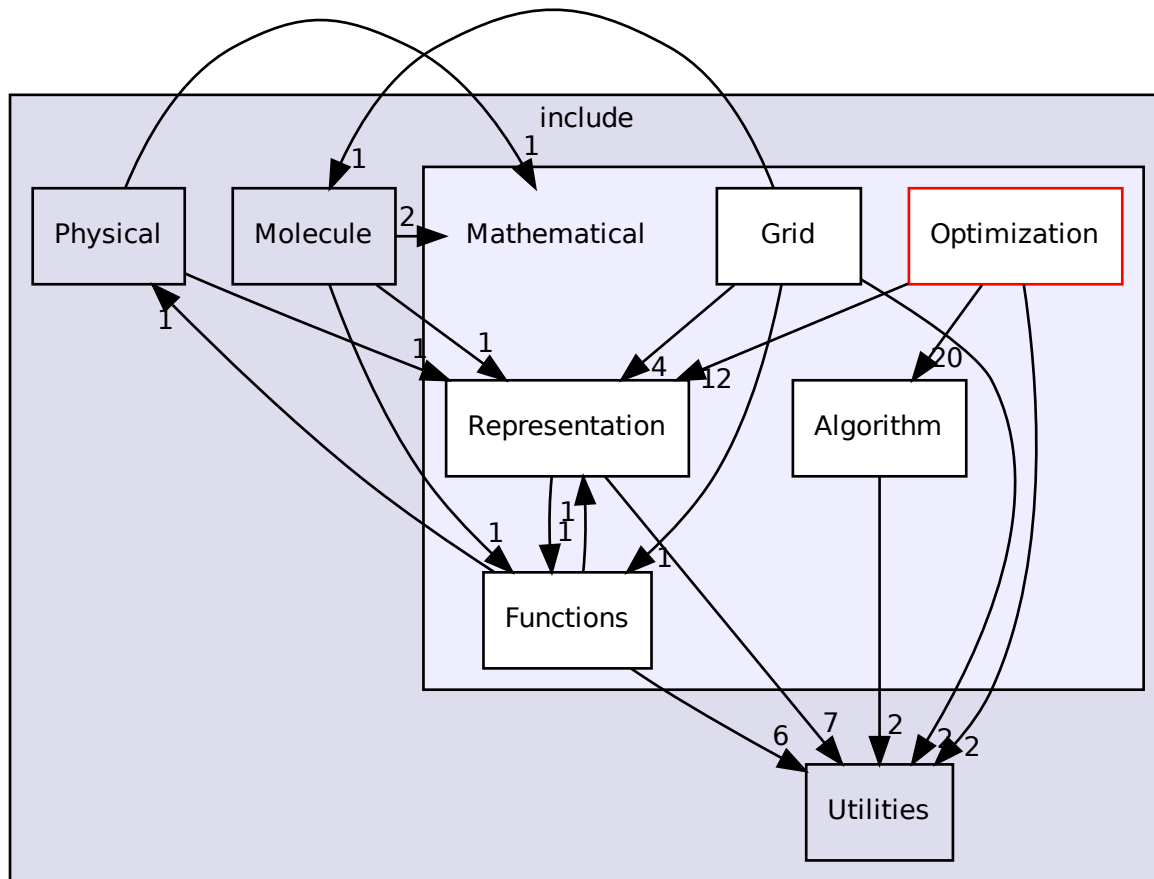 include
1
1
Physical
Molecule
2
Mathematical
Grid
Optimization
1
1
1
4
12
20
Representation
Algorithm
1
1
1
1
Functions
6
7
2
2
2
Utilities